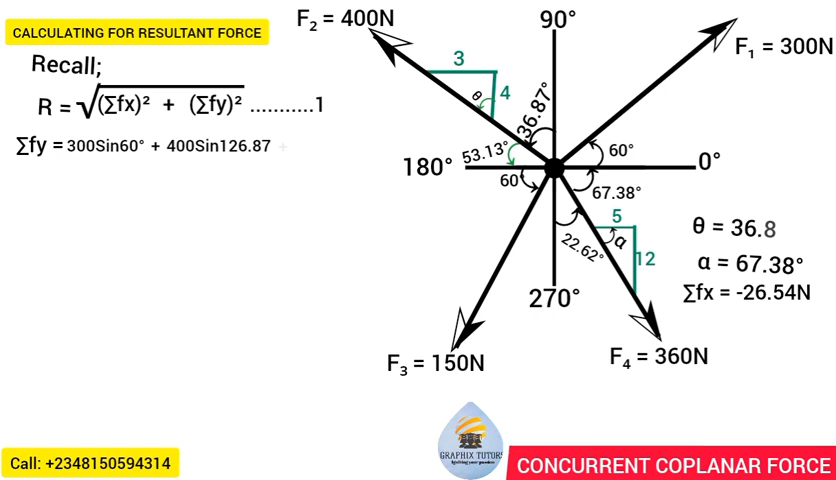 CALCULATING FOR RESULTANT FORCE
Recall;
R = √(∑fx)² + (∑fy)² ...........1
∑fy = 300Sin60° + 400Sin126.87 +
F₂ = 400N
90°
F₁ = 300N
3
4
θ
36.87°
53.13°
60°
180°
0°
60°
67.38°
5
α
12
22.62°
270°
θ = 36.8
α = 67.38°
∑fx = -26.54N
F₃ = 150N
F₄ = 360N
GRAPHIX TUTORS
Call: +2348150594314
CONCURRENT COPLANAR FORCE